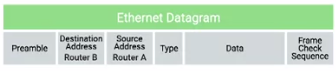 Ethernet Datagram
Preamble
Destination
Address
Router B
Source
Address
Router A
Type
Data
Frame
Check
Sequence